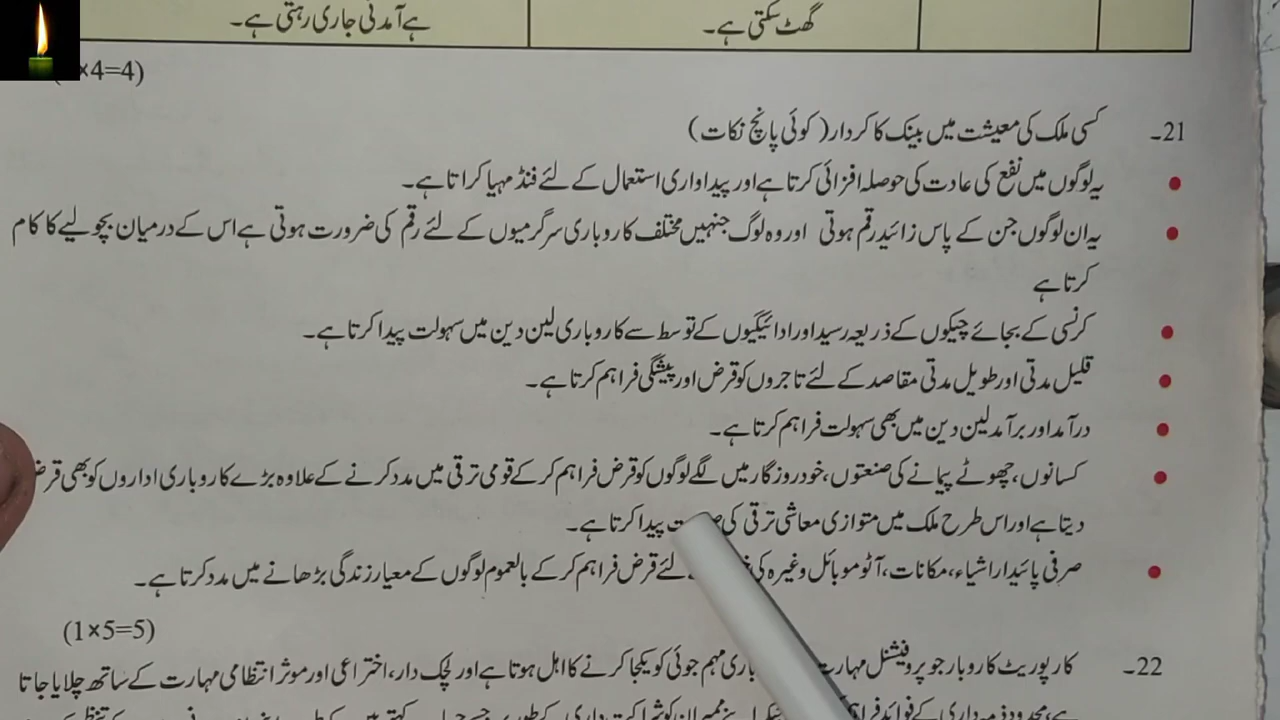 گھٹ سکتی ہے۔
ہے آمدنی جاری رہتی ہے۔
×4=4)
21۔ کسی ملک کی معیشت میں بینک کا کردار (کوئی پانچ نکات)
• یہ لوگوں میں نفع کی عادت کی حوصلہ افزائی کرتا ہے اور پیداواری استعمال کے لئے فنڈ مہیا کراتا ہے۔
• یہ ان لوگوں جن کے پاس زائید رقم ہوتی اور وہ لوگ جنہیں مختلف کاروباری سرگرمیوں کے لئے رقم کی ضرورت ہوتی ہے اس کے درمیان بچولیے کا کام
کرتا ہے
• کرنسی کے بجائے چیکوں کے ذریعہ رسید اور ادائیگیوں کے توسط سے کاروباری لین دین میں سہولت پیدا کرتا ہے۔
• قلیل مدتی اور طویل مدتی مقاصد کے لئے تاجروں کو قرض اور پیشگی فراہم کرتا ہے۔
• درآمد اور برآمد لین دین میں بھی سہولت فراہم کرتا ہے۔
• کسانوں، چھوٹے پیمانے کی صنعتوں، خود روزگار میں لگے لوگوں کو قرض فراہم کر کے قومی ترقی میں مدد کرنے کے علاوہ بڑے کاروباری اداروں کو بھی قرض
دیتا ہے اور اس طرح ملک میں متوازی معاشی ترقی کی پیدا کرتا ہے۔
• صرفی پائیدار اشیاء، مکانات، آٹوموبائل وغیرہ کی لئے قرض فراہم کر کے بالعموم لوگوں کے معیار زندگی بڑھانے میں مدد کرتا ہے۔
(1×5=5)
22۔ کارپوریٹ کاروبار جو پروفیشنل مہارت مہم جوئی کو یکجا کرنے کا اہل ہوتا ہے اور لچک دار، اختراعی اور موثر انتظامی مہارت کے ساتھ چلایا جاتا